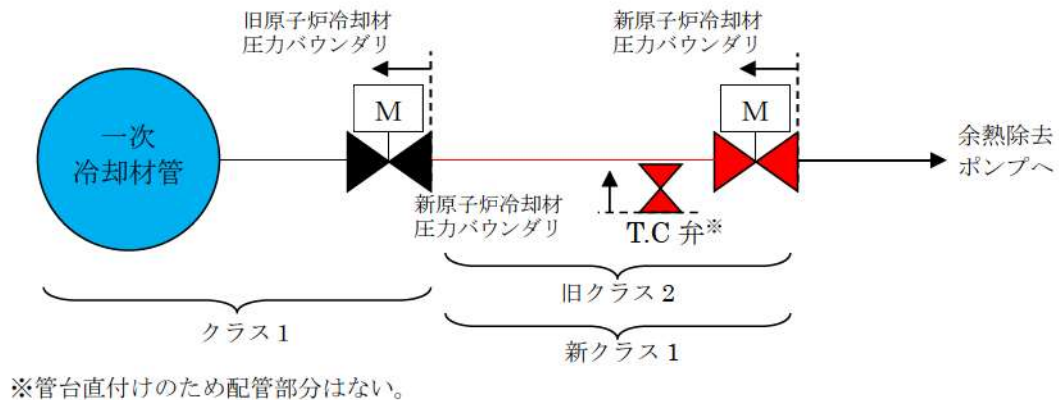 旧原子炉冷却材
圧力バウンダリ
新原子炉冷却材
圧力バウンダリ
M
M
一次
冷却材管
余熱除去
ポンプへ
新原子炉冷却材
圧力バウンダリ
T.C 弁※
旧クラス 2
クラス 1
新クラス 1
※管台直付けのため配管部分はない。